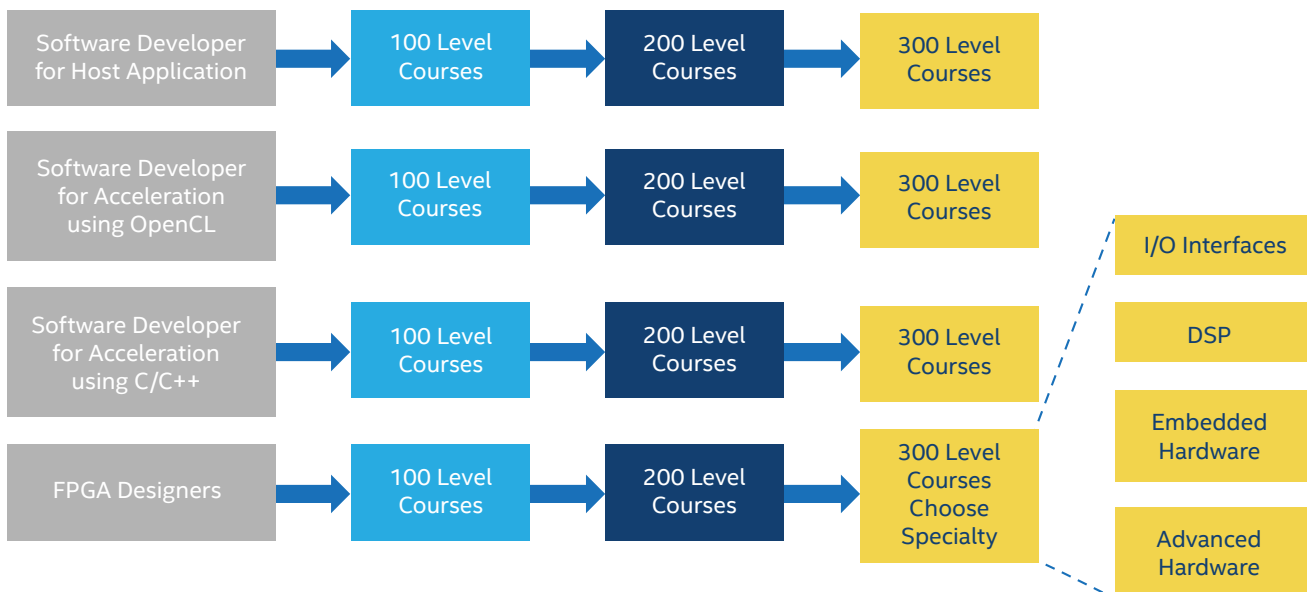 Software Developer
for Host Application
100 Level
Courses
200 Level
Courses
300 Level
Courses
Software Developer
for Acceleration
using OpenCL
100 Level
Courses
200 Level
Courses
300 Level
Courses
Software Developer
for Acceleration
using C/C++
100 Level
Courses
200 Level
Courses
300 Level
Courses
FPGA Designers
100 Level
Courses
200 Level
Courses
300 Level
Courses
Choose
Specialty
I/O Interfaces
DSP
Embedded
Hardware
Advanced
Hardware